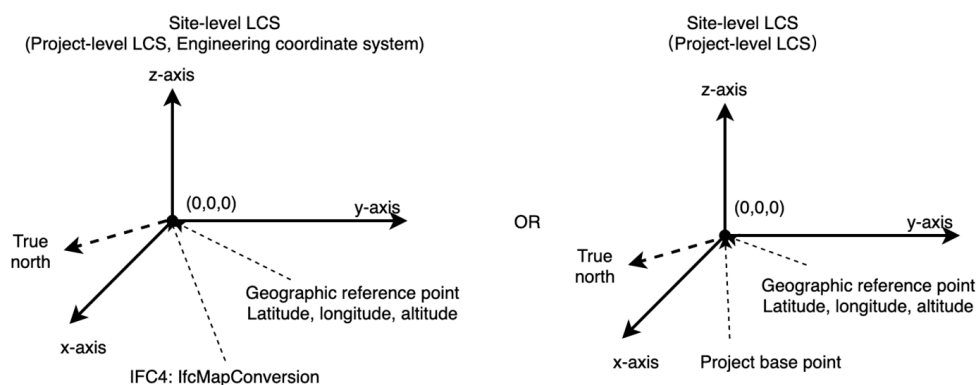 Site-level LCS
(Project-level LCS, Engineering coordinate system)
z-axis
(0,0,0)
y-axis
True
north
Geographic reference point
Latitude, longitude, altitude
x-axis
IFC4: IfcMapConversion
OR
Site-level LCS
(Project-level LCS)
z-axis
(0,0,0)
y-axis
True
north
Geographic reference point
Latitude, longitude, altitude
x-axis
Project base point